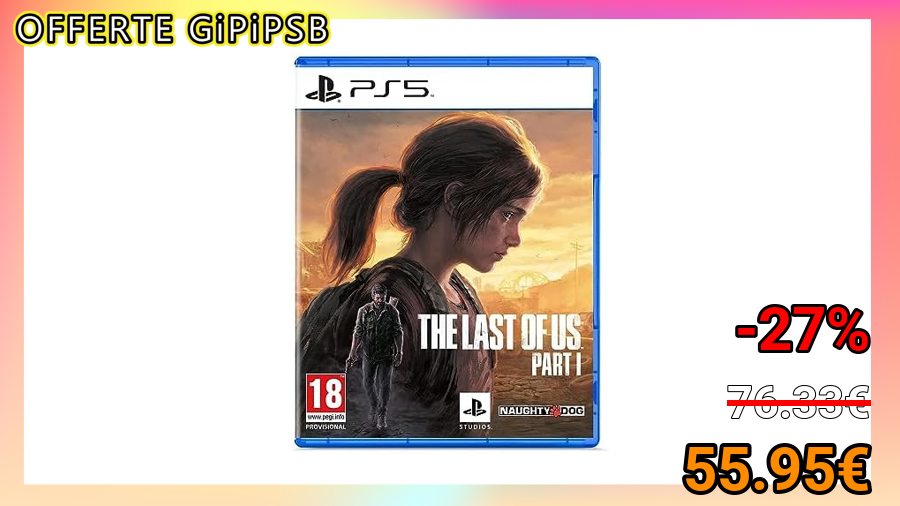 OFFERTE GiPiPSB
PS5
THE LAST OF US
PART I
18
www.pegi.info
PROVISIONAL
STUDIOS
NAUGHTY DOG
-27%
76.33€
55.95€